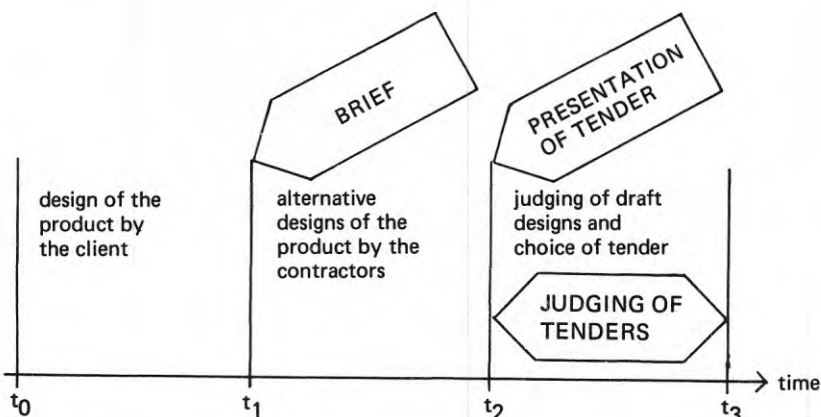 BRIEF
PRESENTATION
OF TENDER
design of the
product by
the client
alternative
designs of the
product by the
contractors
judging of draft
designs and
choice of tender
JUDGING OF
TENDERS
time
t0
t1
t2
t3